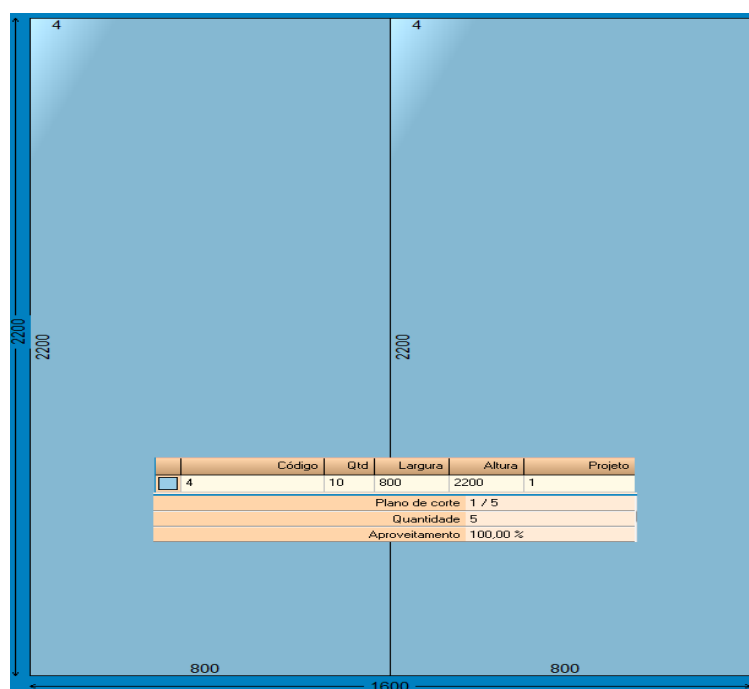 4 4
2200 2200 2200
Código Qtd Largura Altura Projeto
4 10 800 2200 1
Plano de corte 1 / 5
Quantidade 5
Aproveitamento 100,00 %
800 800
1600